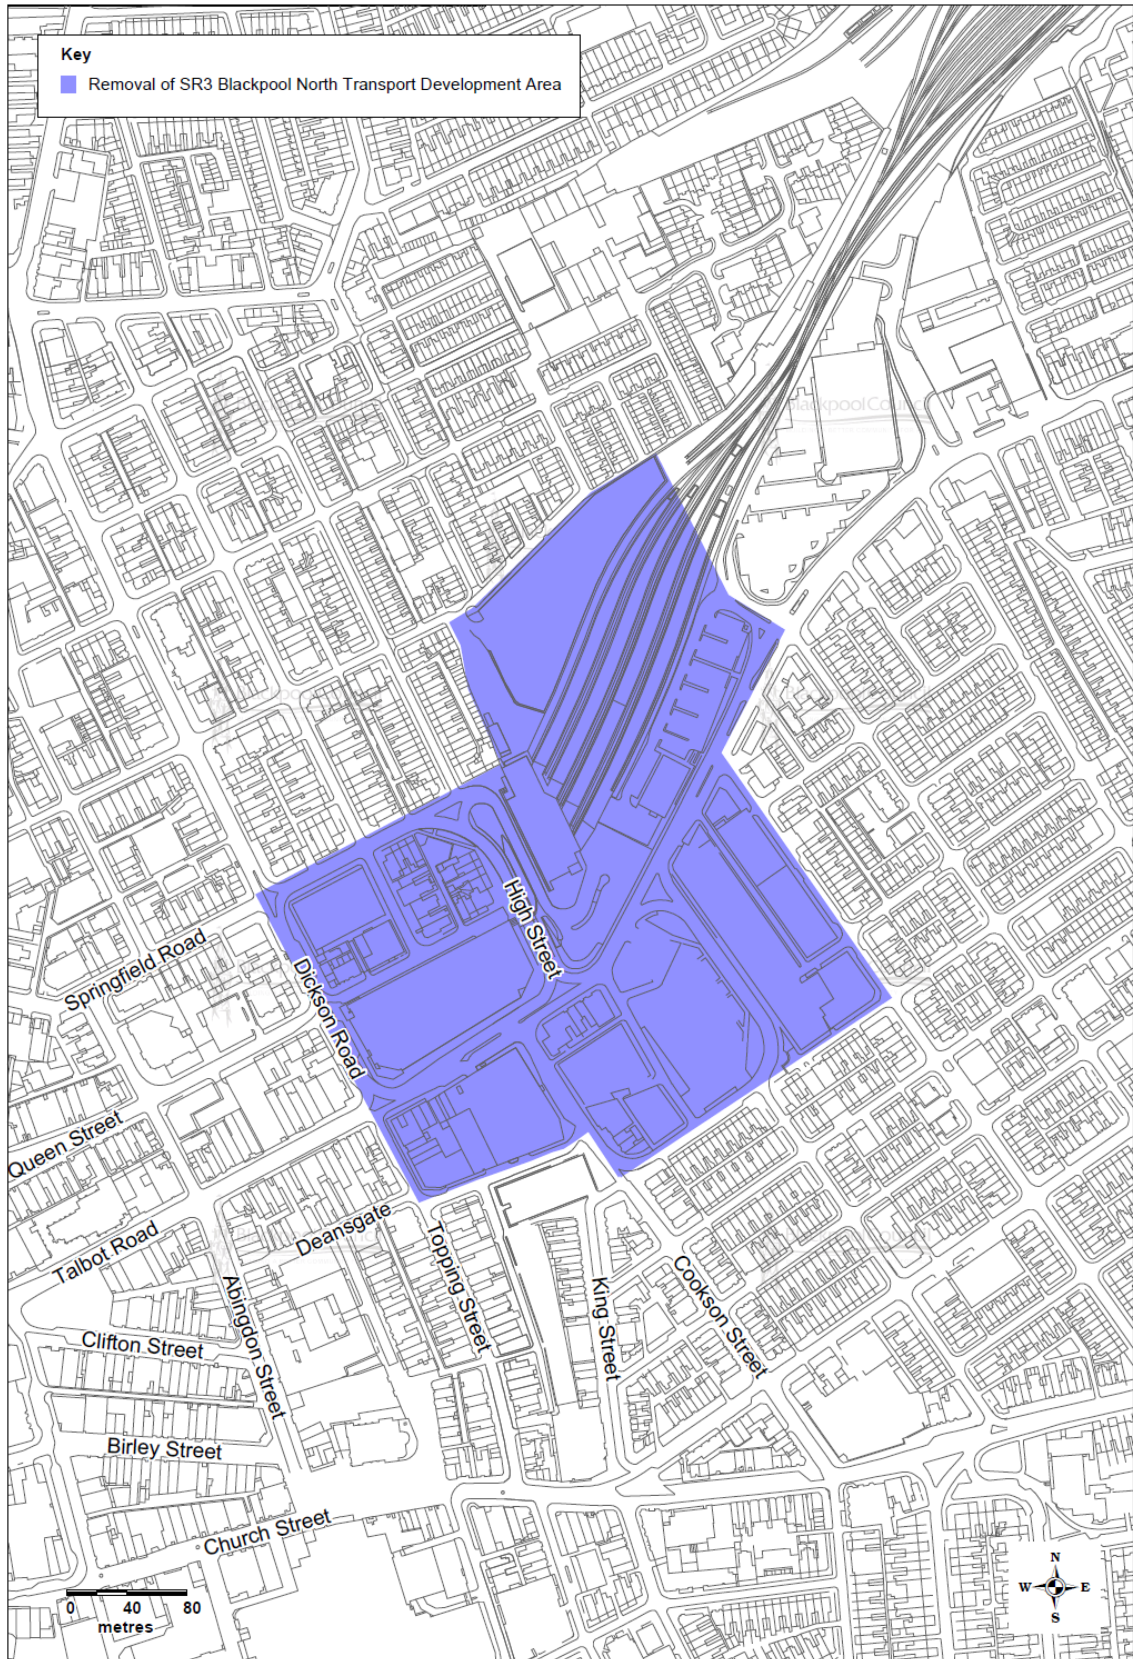 Key
Removal of SR3 Blackpool North Transport Development Area
BlackpoolCouncil
BlackpoolCouncil
High Street
Springfield Road
Dickson Road
Queen Street
Talbot Road
Deansgate
Topping Street
Abingdon Street
King Street
Cookson Street
Clifton Street
Birley Street
Church Street
0 40 80
metres
N
W E
S